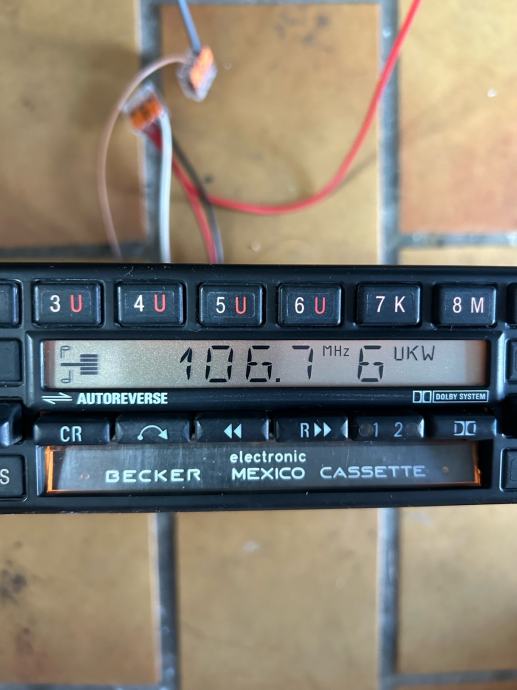 3 U 4 U 5 U 6 U 7 K 8 M
106.7 MHz 6 UKW
AUTOREVERSE DOLBY SYSTEM
CR R 1 2
S electronic
BECKER MEXICO CASSETTE